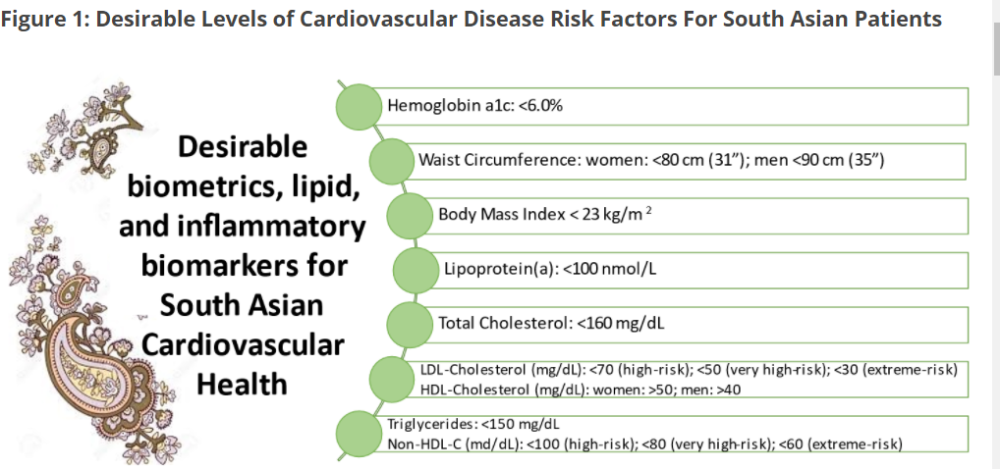 Figure 1: Desirable Levels of Cardiovascular Disease Risk Factors For South Asian Patients
Desirable
biometrics, lipid,
and inflammatory
biomarkers for
South Asian
Cardiovascular
Health
Hemoglobin a1c: <6.0%
Waist Circumference: women: <80 cm (31”); men <90 cm (35”)
Body Mass Index < 23 kg/m ²
Lipoprotein(a): <100 nmol/L
Total Cholesterol: <160 mg/dL
LDL-Cholesterol (mg/dL): <70 (high-risk); <50 (very high-risk); <30 (extreme-risk)
HDL-Cholesterol (mg/dL): women: >50; men: >40
Triglycerides: <150 mg/dL
Non-HDL-C (md/dL): <100 (high-risk); <80 (very high-risk); <60 (extreme-risk)